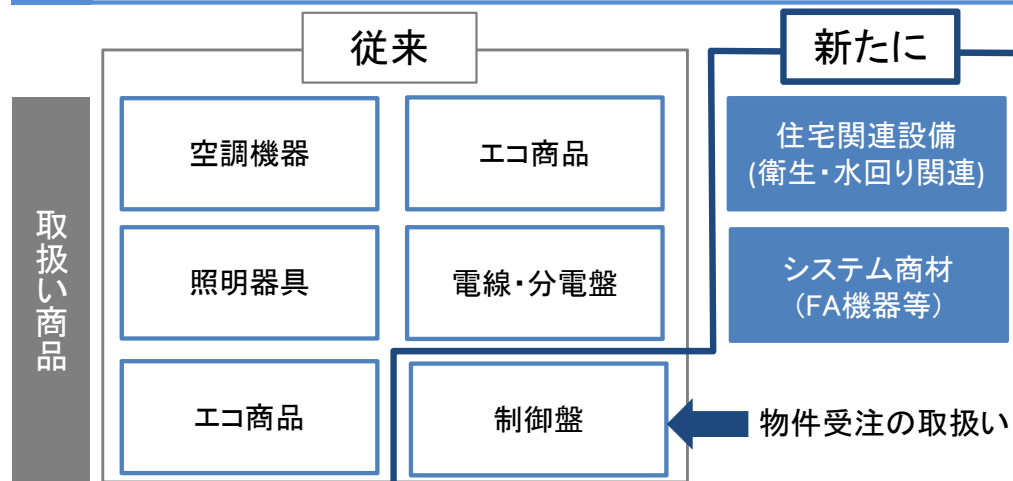 従来
新たに
取扱い商品
空調機器
エコ商品
住宅関連設備
(衛生・水回り関連)
照明器具
電線・分電盤
システム商材
（FA機器等）
エコ商品
制御盤
物件受注の取扱い